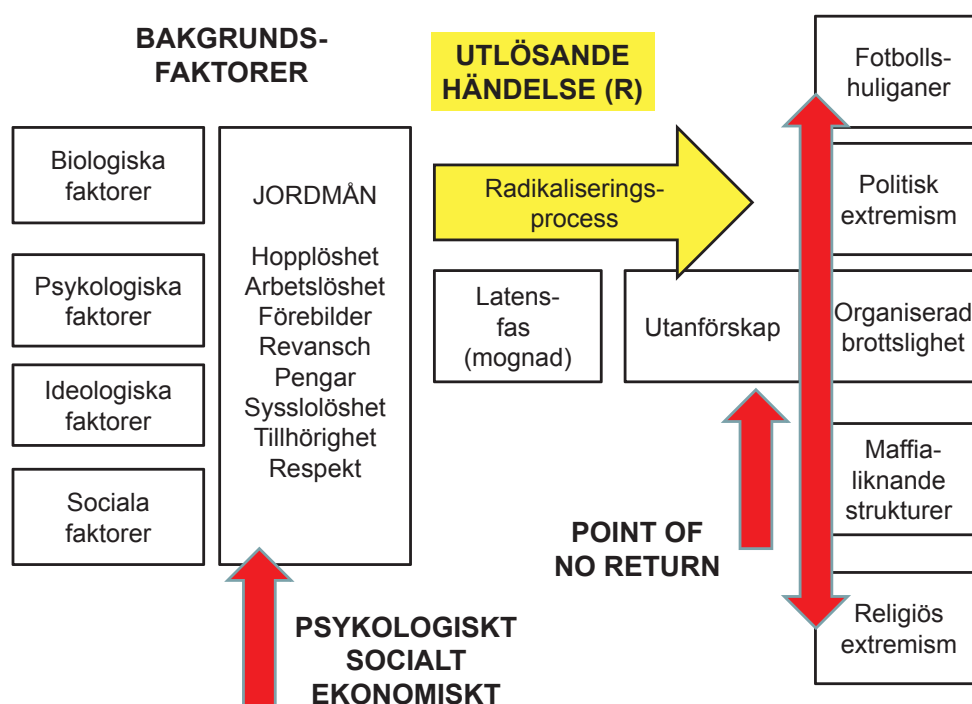 BAKGRUNDS-
FAKTORER
Biologiska
faktorer
Psykologiska
faktorer
Ideologiska
faktorer
Sociala
faktorer
JORDMÅN
Hopplöshet
Arbetslöshet
Förebilder
Revansch
Pengar
Sysslolöshet
Tillhörighet
Respekt
PSYKOLOGISKT
SOCIALT
EKONOMISKT
UTLÖSANDE
HÄNDELSE (R)
Radikaliserings-
process
Latens-
fas
(mognad)
Utanförskap
POINT OF
NO RETURN
Fotbolls-
huliganer
Politisk
extremism
Organiserad
brottslighet
Maffia-
liknande
strukturer
Religiös
extremism